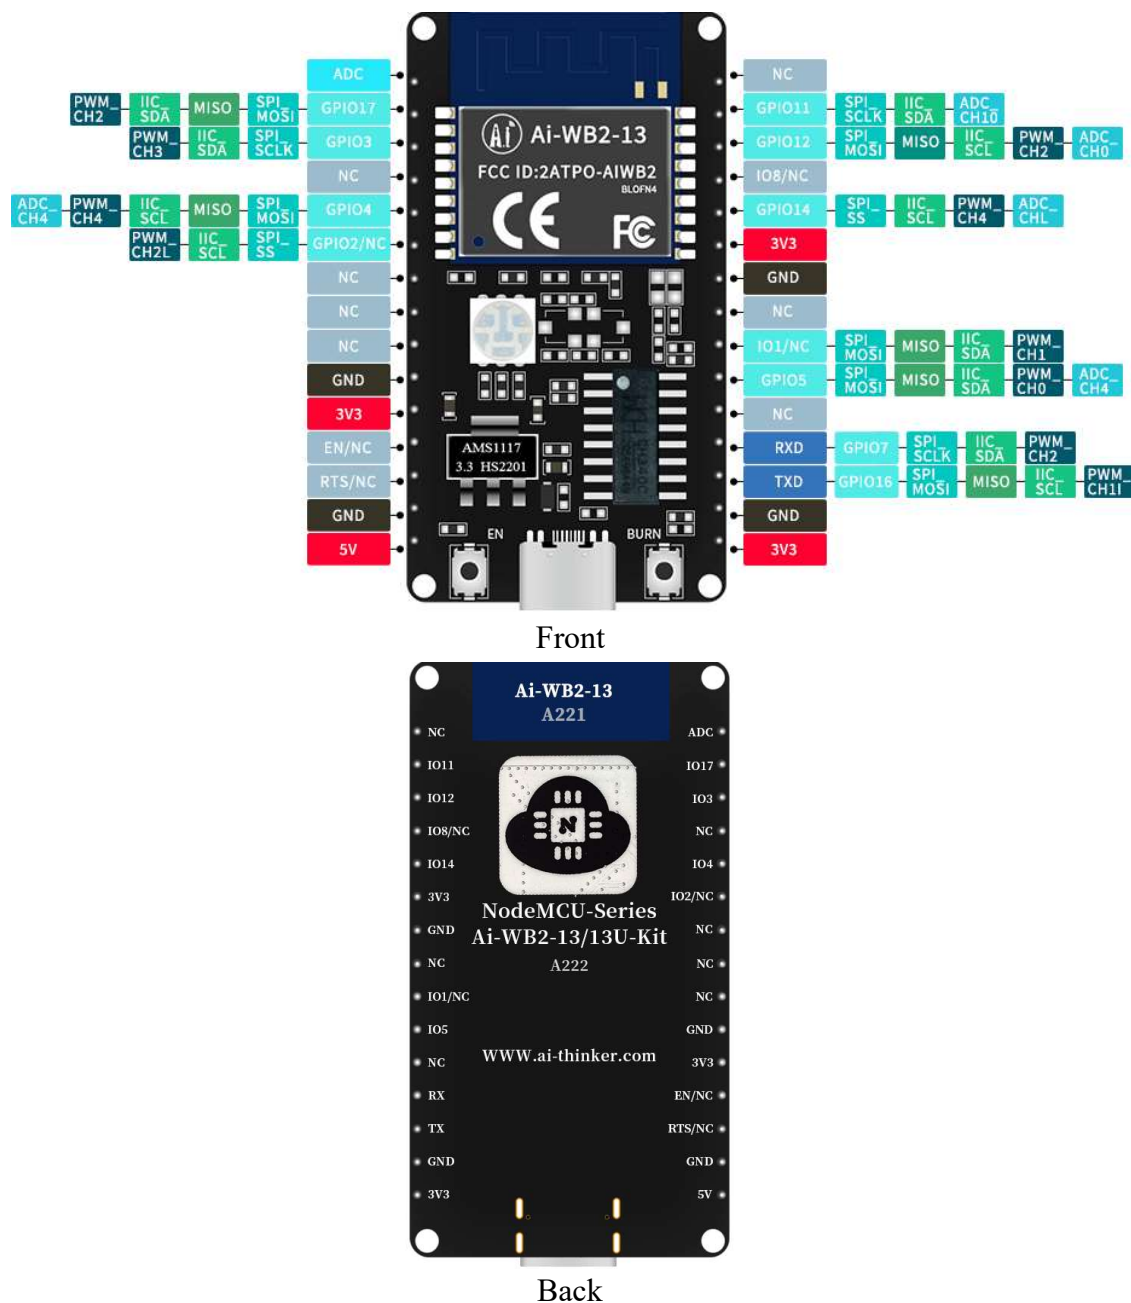 ADC
NC
PWM_CH2 IIC_SDA MISO SPI_MOSI GPIO17
GPIO11 SPI_SCLK IIC_SDA ADC_CH10
PWM_CH3 IIC_SDA SPI_SCLK GPIO3
GPIO12 SPI_MOSI MISO IIC_SCL PWM_CH2 ADC_CH0
NC
IO8/NC
ADC_CH4 PWM_CH4 IIC_SCL MISO SPI_MOSI GPIO4
GPIO14 SPI_SS IIC_SCL PWM_CH4 ADC_CHL
PWM_CH2L IIC_SCL SPI_SS GPIO2/NC
3V3
NC
GND
NC
NC
NC
IO1/NC SPI_MOSI MISO IIC_SDA PWM_CH1
GND
GPIO5 SPI_MOSI MISO IIC_SDA PWM_CH0 ADC_CH4
3V3
NC
EN/NC
RXD GPIO7 SPI_SCLK IIC_SDA PWM_CH2
RTS/NC
TXD GPIO16 SPI_MOSI MISO IIC_SCL PWM_CH1I
GND
GND
5V
3V3
Ai Ai-WB2-13
FCC ID:2ATPO-AIWB2
BLOFN4
CE FC
AMS1117
3.3 HS2201
EN
BURN
Front
Ai-WB2-13
A221
NC ADC
IO11 IO17
IO12 IO3
IO8/NC NC
IO14 IO4
3V3 IO2/NC
N
NodeMCU-Series
GND NC
Ai-WB2-13/13U-Kit
NC NC
A222
IO1/NC NC
IO5 GND
WWW.ai-thinker.com
NC 3V3
RX EN/NC
TX RTS/NC
GND GND
3V3 5V
Back